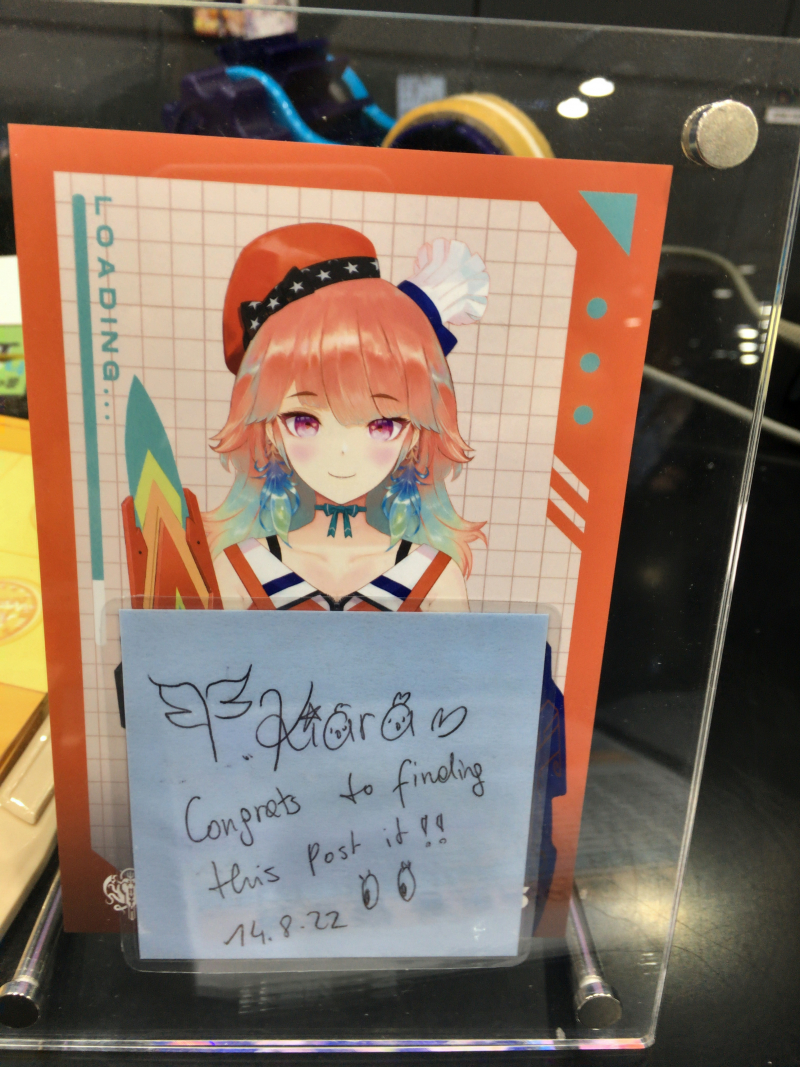 LOADING...
Kiara
Congrats to finding
this Post it!!
14.8.22